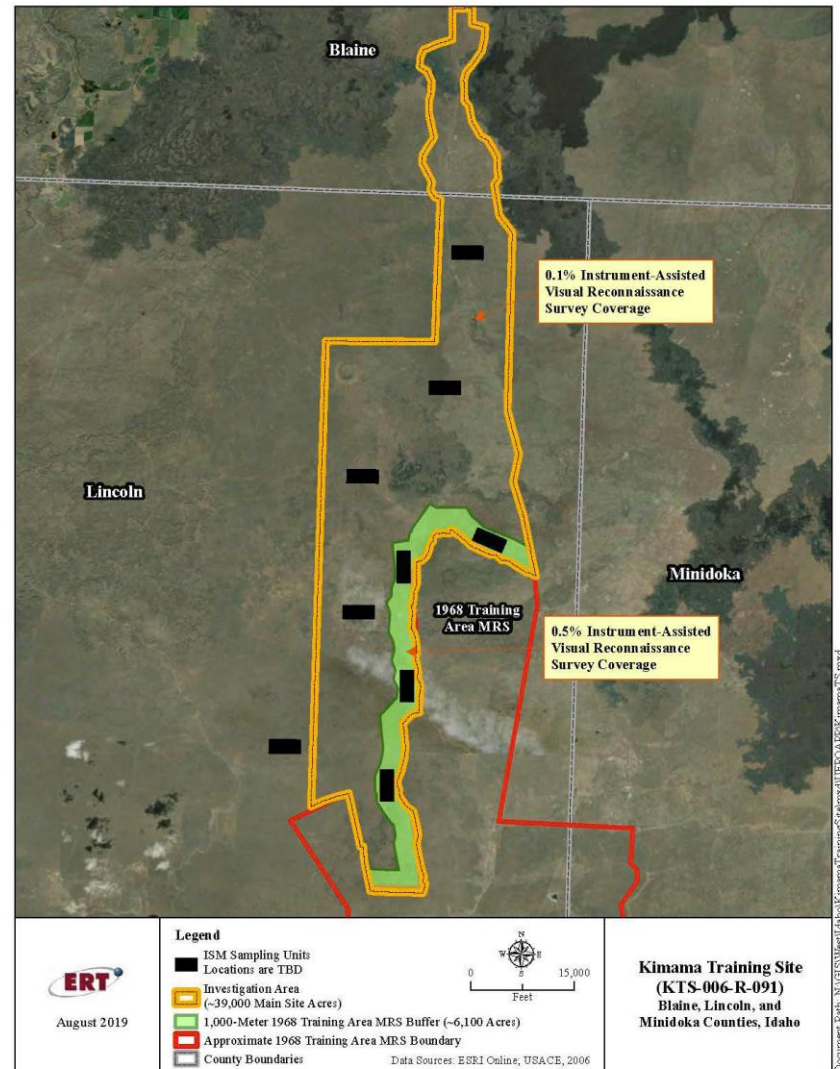 Blaine
0.1% Instrument-Assisted
Visual Reconnaissance
Survey Coverage
Lincoln
Minidoka
1968 Training
Area MRS
0.5% Instrument-Assisted
Visual Reconnaissance
Survey Coverage
ERT
August 2019
Legend
ISM Sampling Units
Locations are TBD
Investigation Area
(~39,000 Main Site Acres)
1,000-Meter 1968 Training Area MRS Buffer (~6,100 Acres)
Approximate 1968 Training Area MRS Boundary
County Boundaries
N
W E
S
0 15,000
Feet
Data Sources: ESRI Online; USACE, 2006
Kimama Training Site
(KTS-006-R-091)
Blaine, Lincoln, and
Minidoka Counties, Idaho